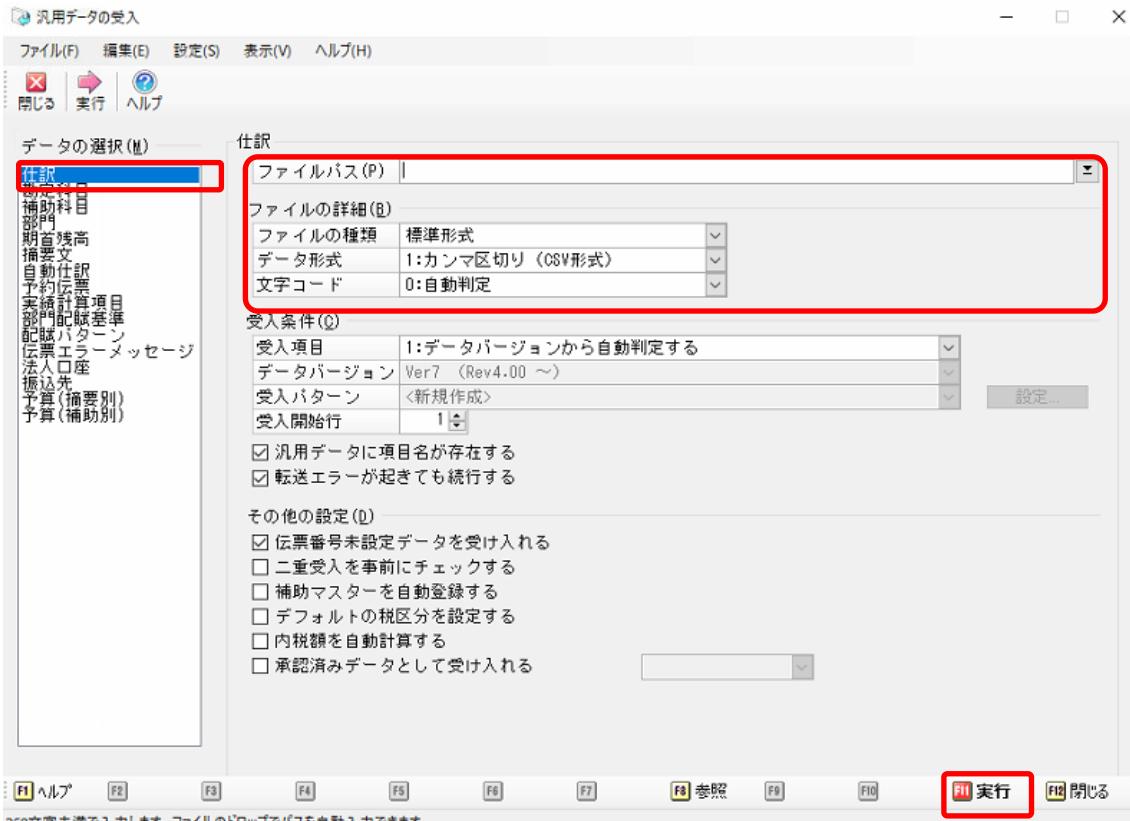 汎用データの受入
ファイル(F) 編集(E) 設定(S) 表示(V) ヘルプ(H)
閉じる 実行 ヘルプ
データの選択(M)
仕訳
勘定科目
補助科目
部門
期首残高
摘要文
自動仕訳
予約伝票
実績計算項目
部門配賦基準
配賦パターン
伝票エラーメッセージ
法人口座
振込先
予算(摘要別)
予算(補助別)
仕訳
ファイルパス(P)
ファイルの詳細(B)
ファイルの種類 標準形式
データ形式 1:カンマ区切り (CSV形式)
文字コード 0:自動判定
受入条件(C)
受入項目 1:データバージョンから自動判定する
データバージョン Ver7 (Rev4.00 ～)
受入パターン <新規作成> 設定...
受入開始行 1
汎用データに項目名が存在する
転送エラーが起きても続行する
その他の設定(D)
伝票番号未設定データを受け入れる
二重受入を事前にチェックする
補助マスターを自動登録する
デフォルトの税区分を設定する
内税額を自動計算する
承認済みデータとして受け入れる
F1 ヘルプ F2 F3 F4 F5 F6 F7 F8 参照 F9 F10 F11 実行 F12 閉じる